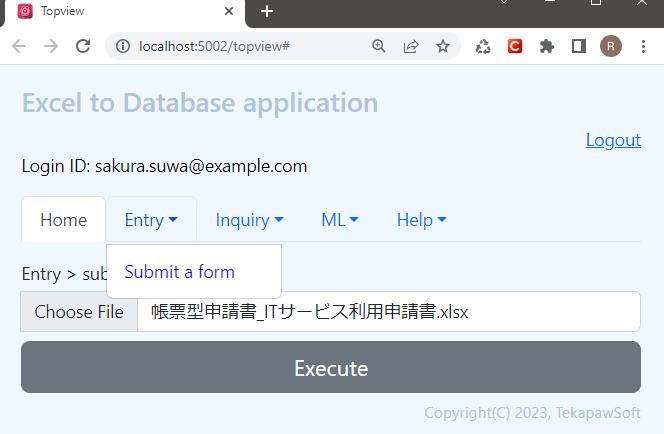 Topview
localhost:5002/topview#
R
Excel to Database application
Logout
Login ID: sakura.suwa@example.com
Home Entry Inquiry ML Help
Submit a form
Entry > sub
Choose File 帳票型申請書_ITサービス利用申請書.xlsx
Execute
Copyright(C) 2023, TekapawSoft